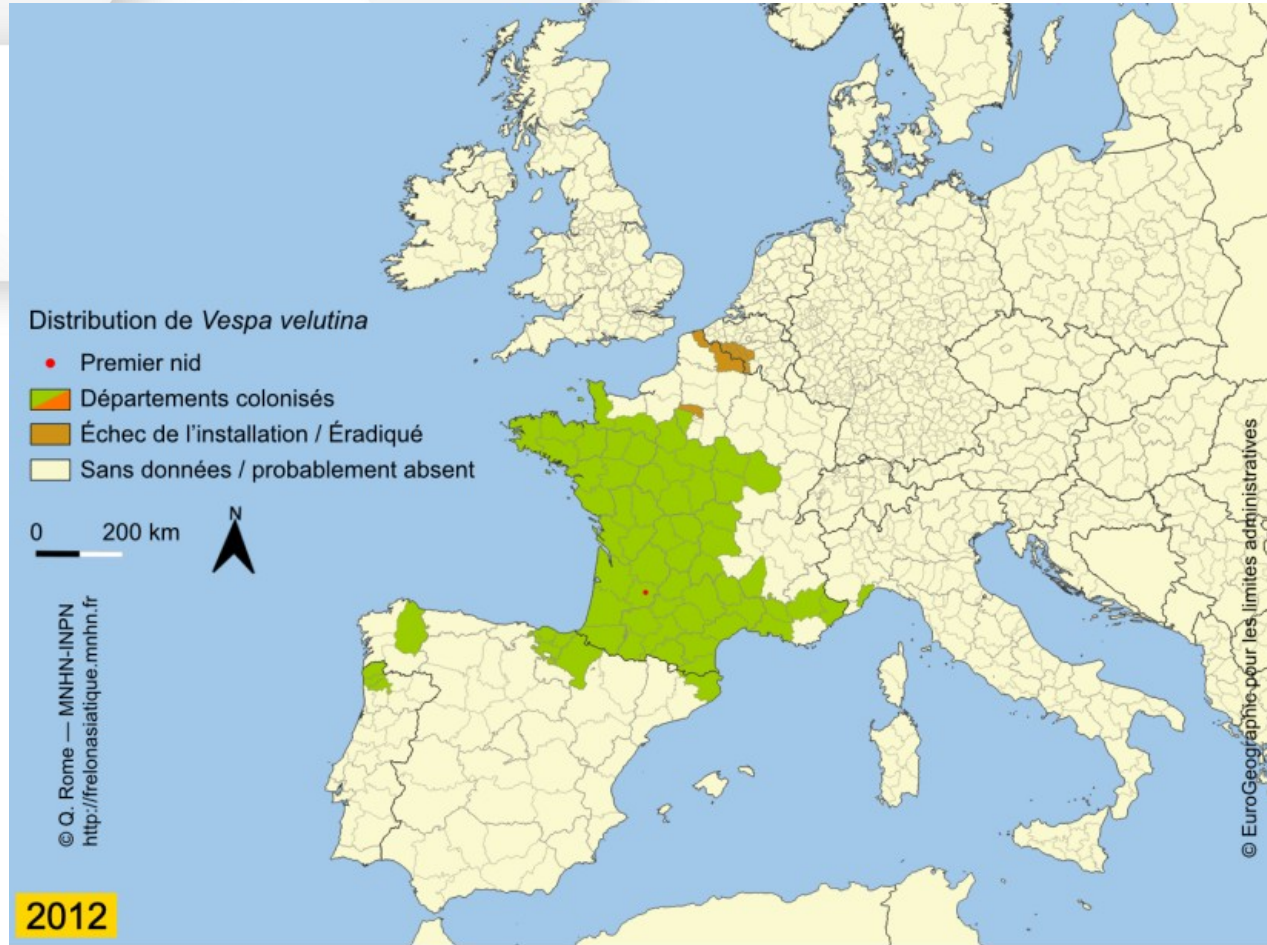 Distribution de Vespa velutina
Premier nid
Départements colonisés
Échec de l'installation / Éradiqué
Sans données / probablement absent
0 200 km
N
© Q. Rome — MNHN-INPN
http://frelonasiatique.mnhn.fr
© EuroGeographic pour les limites administratives
2012